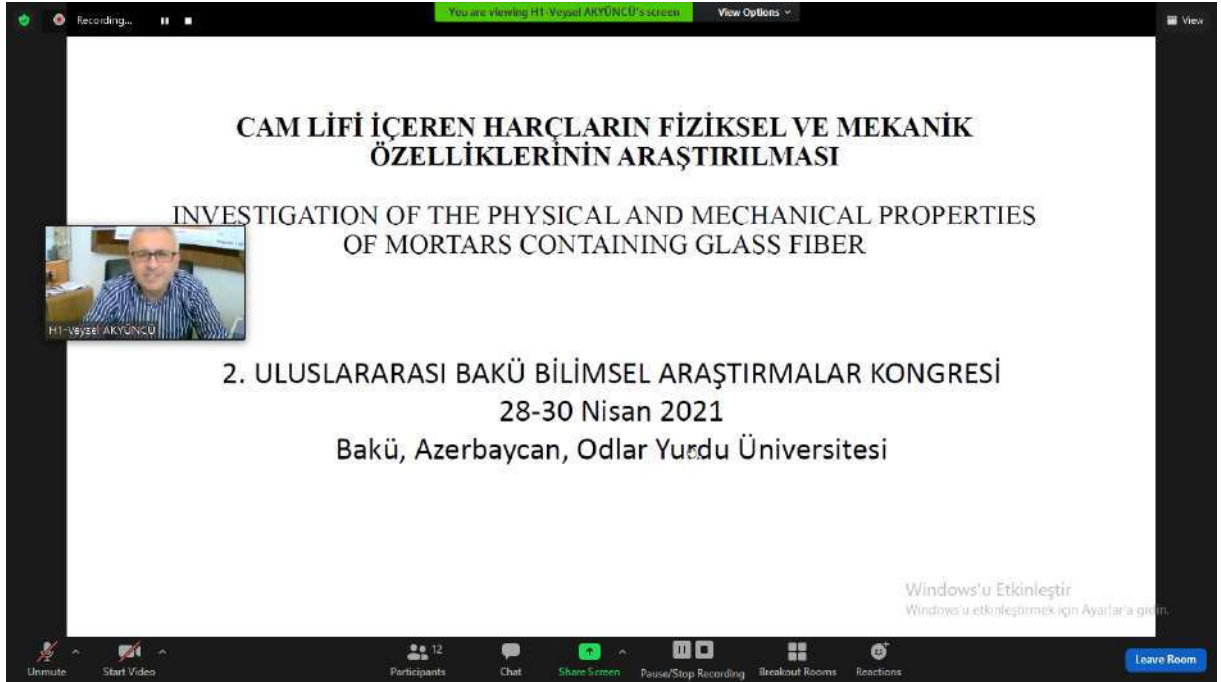 Recording...
You are viewing H1-Veysel AKYÜNCÜ's screen
View Options
View
CAM LİFİ İÇEREN HARÇLARIN FİZİKSEL VE MEKANİK
ÖZELLİKLERİNİN ARAŞTIRILMASI
INVESTIGATION OF THE PHYSICAL AND MECHANICAL PROPERTIES
OF MORTARS CONTAINING GLASS FIBER
H1-Veysel AKYÜNCÜ
2. ULUSLARARASI BAKÜ BİLİMSEL ARAŞTIRMALAR KONGRESİ
28-30 Nisan 2021
Bakü, Azerbaycan, Odlar Yurdu Üniversitesi
Windows'u Etkinleştir
Windows'u etkinleştirmek için Ayarlar'a gidin.
Unmute
Start Video
12
Participants
Chat
Share Screen
Pause/Stop Recording
Breakout Rooms
Reactions
Leave Room